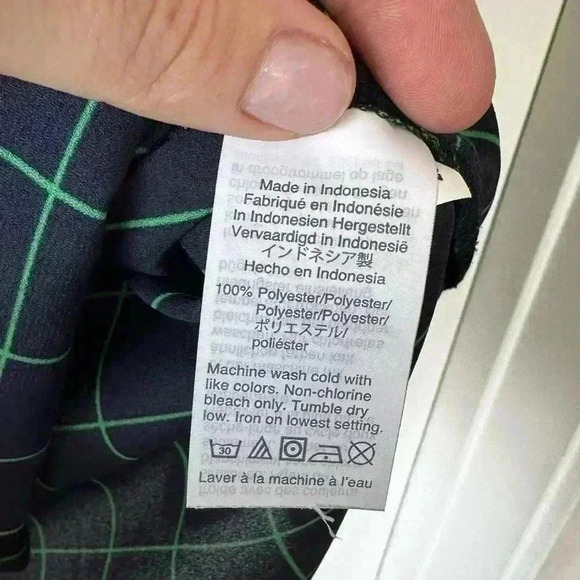 Made in Indonesia
Fabriqué en Indonésie
In Indonesien Hergestellt
Vervaardigd in Indonesië
インドネシア製
Hecho en Indonesia
100% Polyester/Polyester/
Polyester/Polyester/
ポリエステル/
poliéster
Machine wash cold with
like colors. Non-chlorine
bleach only. Tumble dry
low. Iron on lowest setting.
30
Laver à la machine à l'eau